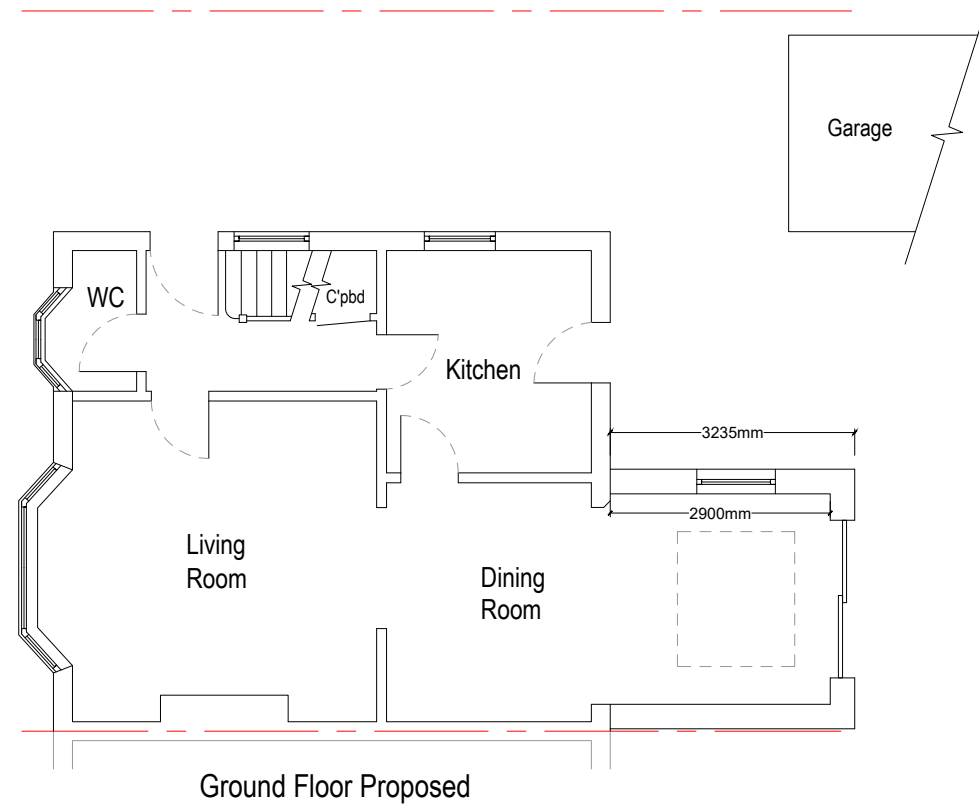 Garage
WC
C'pbd
Kitchen
3235mm
2900mm
Living
Room
Dining
Room
Ground Floor Proposed